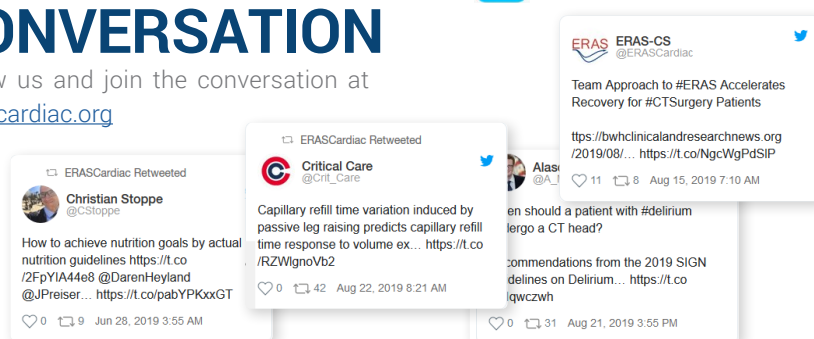 ONVERSATION
w us and join the conversation at
cardiac.org
ERASCardiac Retweeted
Christian Stoppe
@CStoppe
How to achieve nutrition goals by actual
nutrition guidelines https://t.co
/2FpYIA44e8 @DarenHeyland
@JPreiser... https://t.co/pabYPKxxGT
0 9 Jun 28, 2019 3:55 AM
ERASCardiac Retweeted
Critical Care
@Crit_Care
Capillary refill time variation induced by
passive leg raising predicts capillary refill
time response to volume ex... https://t.co
/RZWIgnoVb2
0 42 Aug 22, 2019 8:21 AM
Alas
@A_
en should a patient with #delirium
lergo a CT head?
commendations from the 2019 SIGN
delines on Delirium... https://t.co
lqwczwh
0 31 Aug 21, 2019 3:55 PM
ERAS
ERAS-CS
@ERASCardiac
Team Approach to #ERAS Accelerates
Recovery for #CTSurgery Patients
ttps://bwhclinicalandresearchnews.org
/2019/08/... https://t.co/NgcWgPdSlP
11 8 Aug 15, 2019 7:10 AM